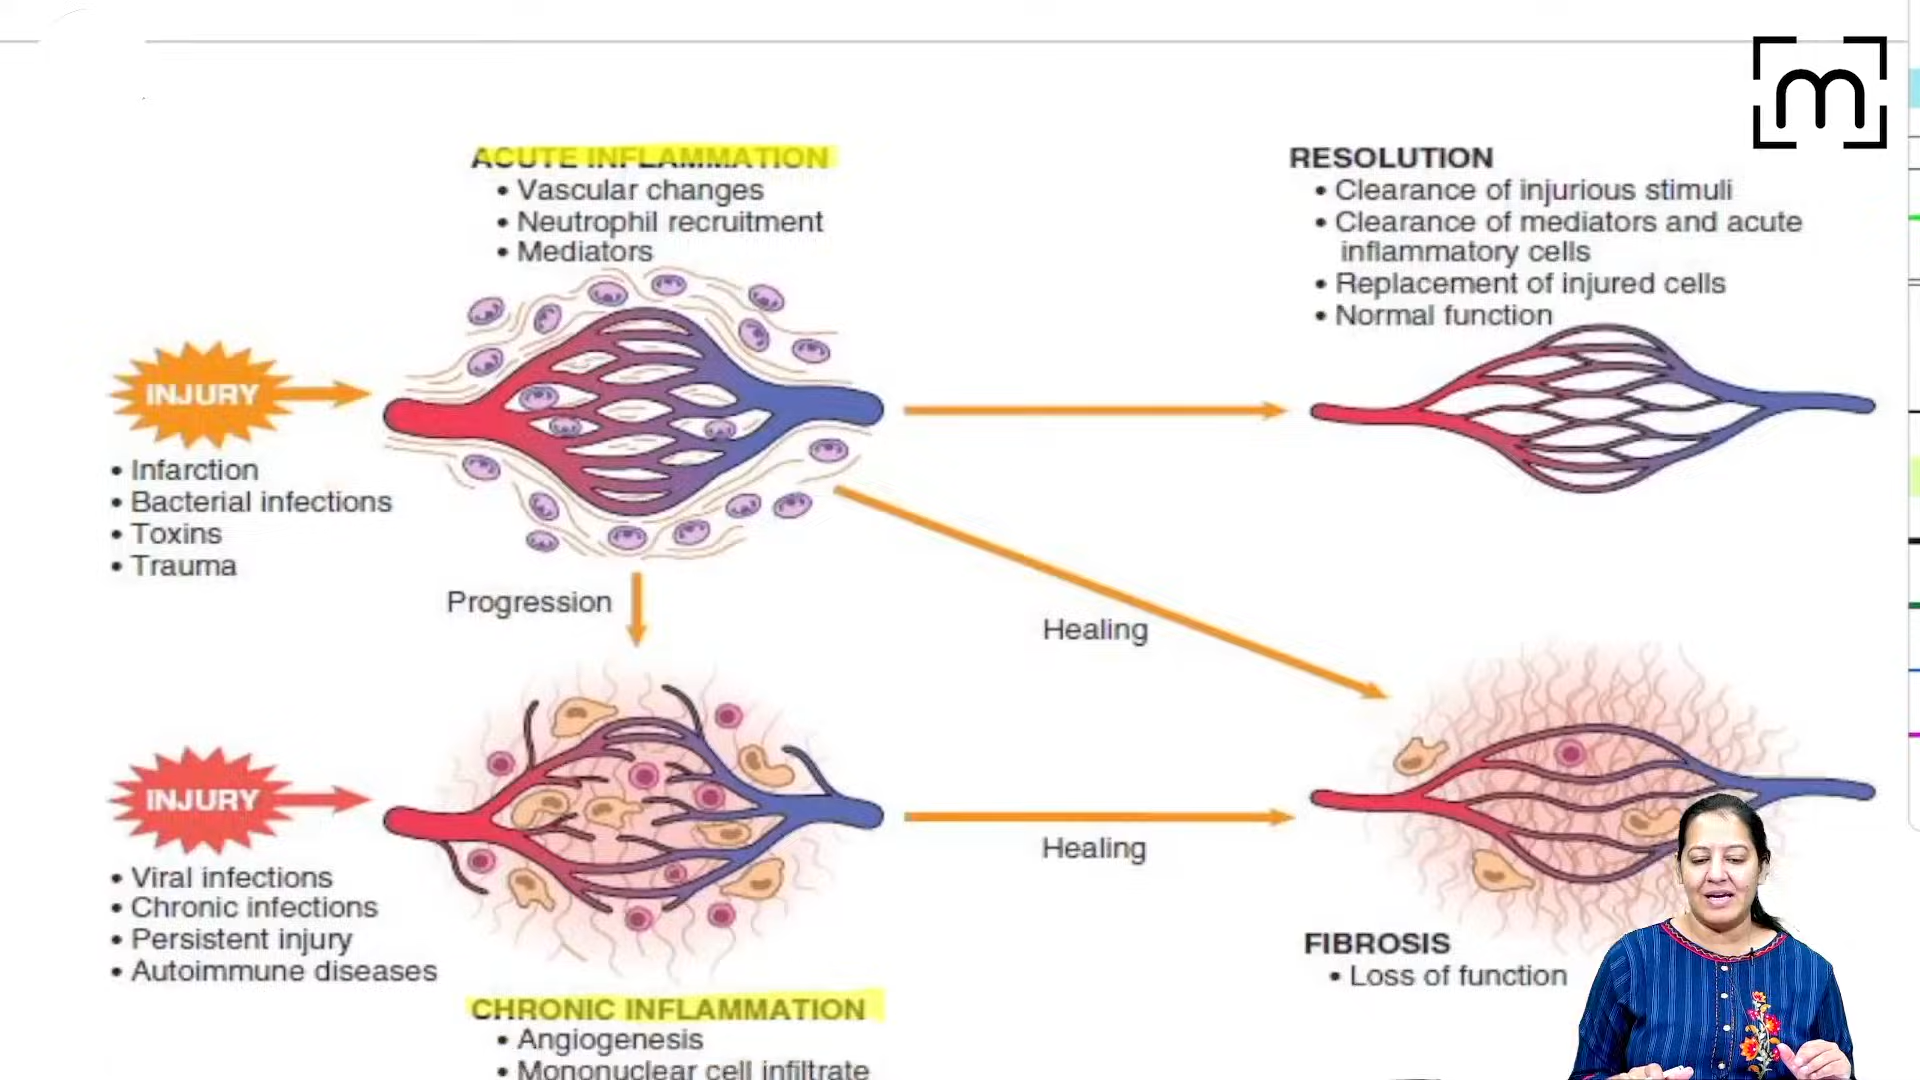 ACUTE INFLAMMATION
• Vascular changes
• Neutrophil recruitment
• Mediators
RESOLUTION
• Clearance of injurious stimuli
• Clearance of mediators and acute
inflammatory cells
• Replacement of injured cells
• Normal function
INJURY
• Infarction
• Bacterial infections
• Toxins
• Trauma
Progression
Healing
INJURY
• Viral infections
• Chronic infections
• Persistent injury
• Autoimmune diseases
Healing
CHRONIC INFLAMMATION
• Angiogenesis
• Mononuclear cell infiltrate
FIBROSIS
• Loss of function
m